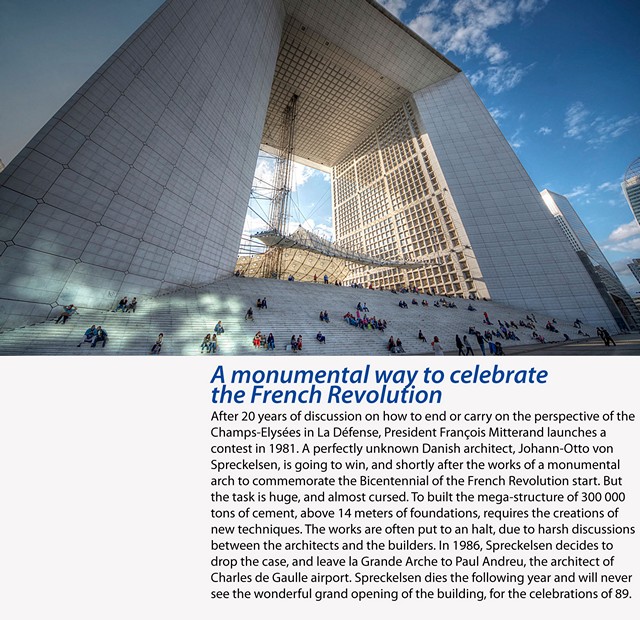 A monumental way to celebrate
the French Revolution
After 20 years of discussion on how to end or carry on the perspective of the
Champs-Elysées in La Défense, President François Mitterand launches a
contest in 1981. A perfectly unknown Danish architect, Johann-Otto von
Spreckelsen, is going to win, and shortly after the works of a monumental
arch to commemorate the Bicentennial of the French Revolution start. But
the task is huge, and almost cursed. To built the mega-structure of 300 000
tons of cement, above 14 meters of foundations, requires the creations of
new techniques. The works are often put to an halt, due to harsh discussions
between the architects and the builders. In 1986, Spreckelsen decides to
drop the case, and leave la Grande Arche to Paul Andreu, the architect of
Charles de Gaulle airport. Spreckelsen dies the following year and will never
see the wonderful grand opening of the building, for the celebrations of 89.